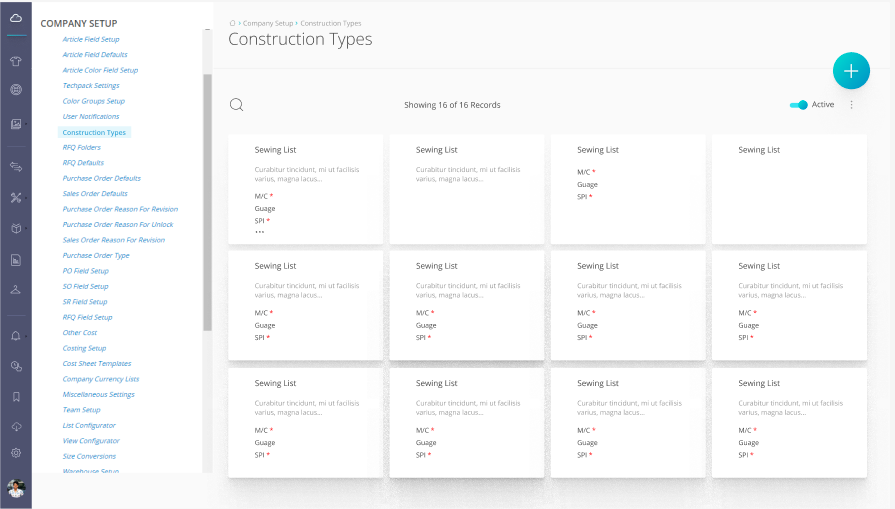 COMPANY SETUP
Article Field Setup
Article Field Defaults
Article Color Field Setup
Techpack Settings
Color Groups Setup
User Notifications
Construction Types
RFQ Folders
RFQ Defaults
Purchase Order Defaults
Sales Order Defaults
Purchase Order Reason For Revision
Purchase Order Reason For Unlock
Sales Order Reason For Revision
Purchase Order Type
PO Field Setup
SO Field Setup
SR Field Setup
RFQ Field Setup
Other Cost
Costing Setup
Cost Sheet Templates
Company Currency Lists
Miscellaneous Settings
Team Setup
List Configurator
View Configurator
Size Conversions
Warehouse Setup
› Company Setup › Construction Types
Construction Types
Showing 16 of 16 Records
Active
Sewing List
Curabitur tincidunt, mi ut facilisis
varius, magna lacus...
M/C *
Guage
SPI *
...
Sewing List
Curabitur tincidunt, mi ut facilisis
varius, magna lacus...
Sewing List
M/C *
Guage
SPI *
Sewing List
Sewing List
Curabitur tincidunt, mi ut facilisis
varius, magna lacus...
M/C *
Guage
SPI *
Sewing List
Curabitur tincidunt, mi ut facilisis
varius, magna lacus...
M/C *
Guage
SPI *
Sewing List
Curabitur tincidunt, mi ut facilisis
varius, magna lacus...
M/C *
Guage
SPI *
Sewing List
Curabitur tincidunt, mi ut facilisis
varius, magna lacus...
M/C *
Guage
SPI *
Sewing List
Curabitur tincidunt, mi ut facilisis
varius, magna lacus...
M/C *
Guage
SPI *
Sewing List
Curabitur tincidunt, mi ut facilisis
varius, magna lacus...
M/C *
Guage
SPI *
Sewing List
Curabitur tincidunt, mi ut facilisis
varius, magna lacus...
M/C *
Guage
SPI *
Sewing List
Curabitur tincidunt, mi ut facilisis
varius, magna lacus...
M/C *
Guage
SPI *